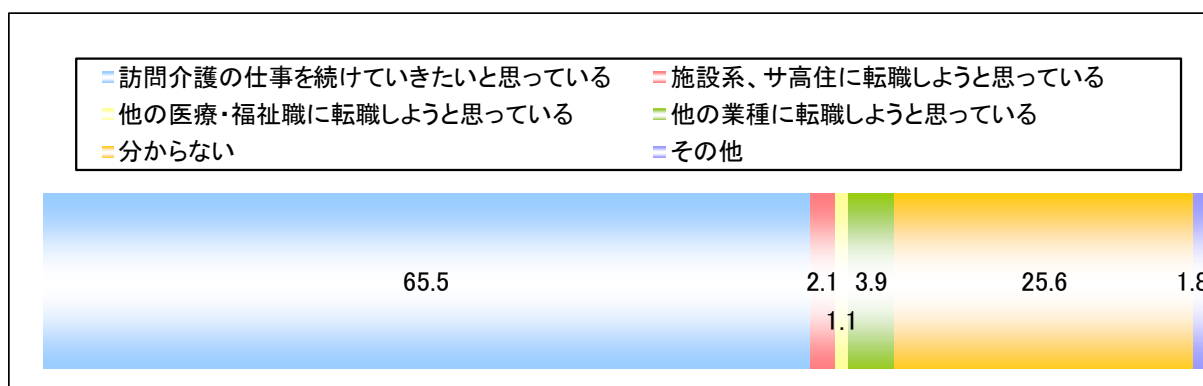 訪問介護の仕事を続けていきたいと思っている 施設系、サ高住に転職しようと思っている
他の医療・福祉職に転職しようと思っている 他の業種に転職しようと思っている
分からない その他
65.5 2.1 3.9 25.6 1.8
1.1